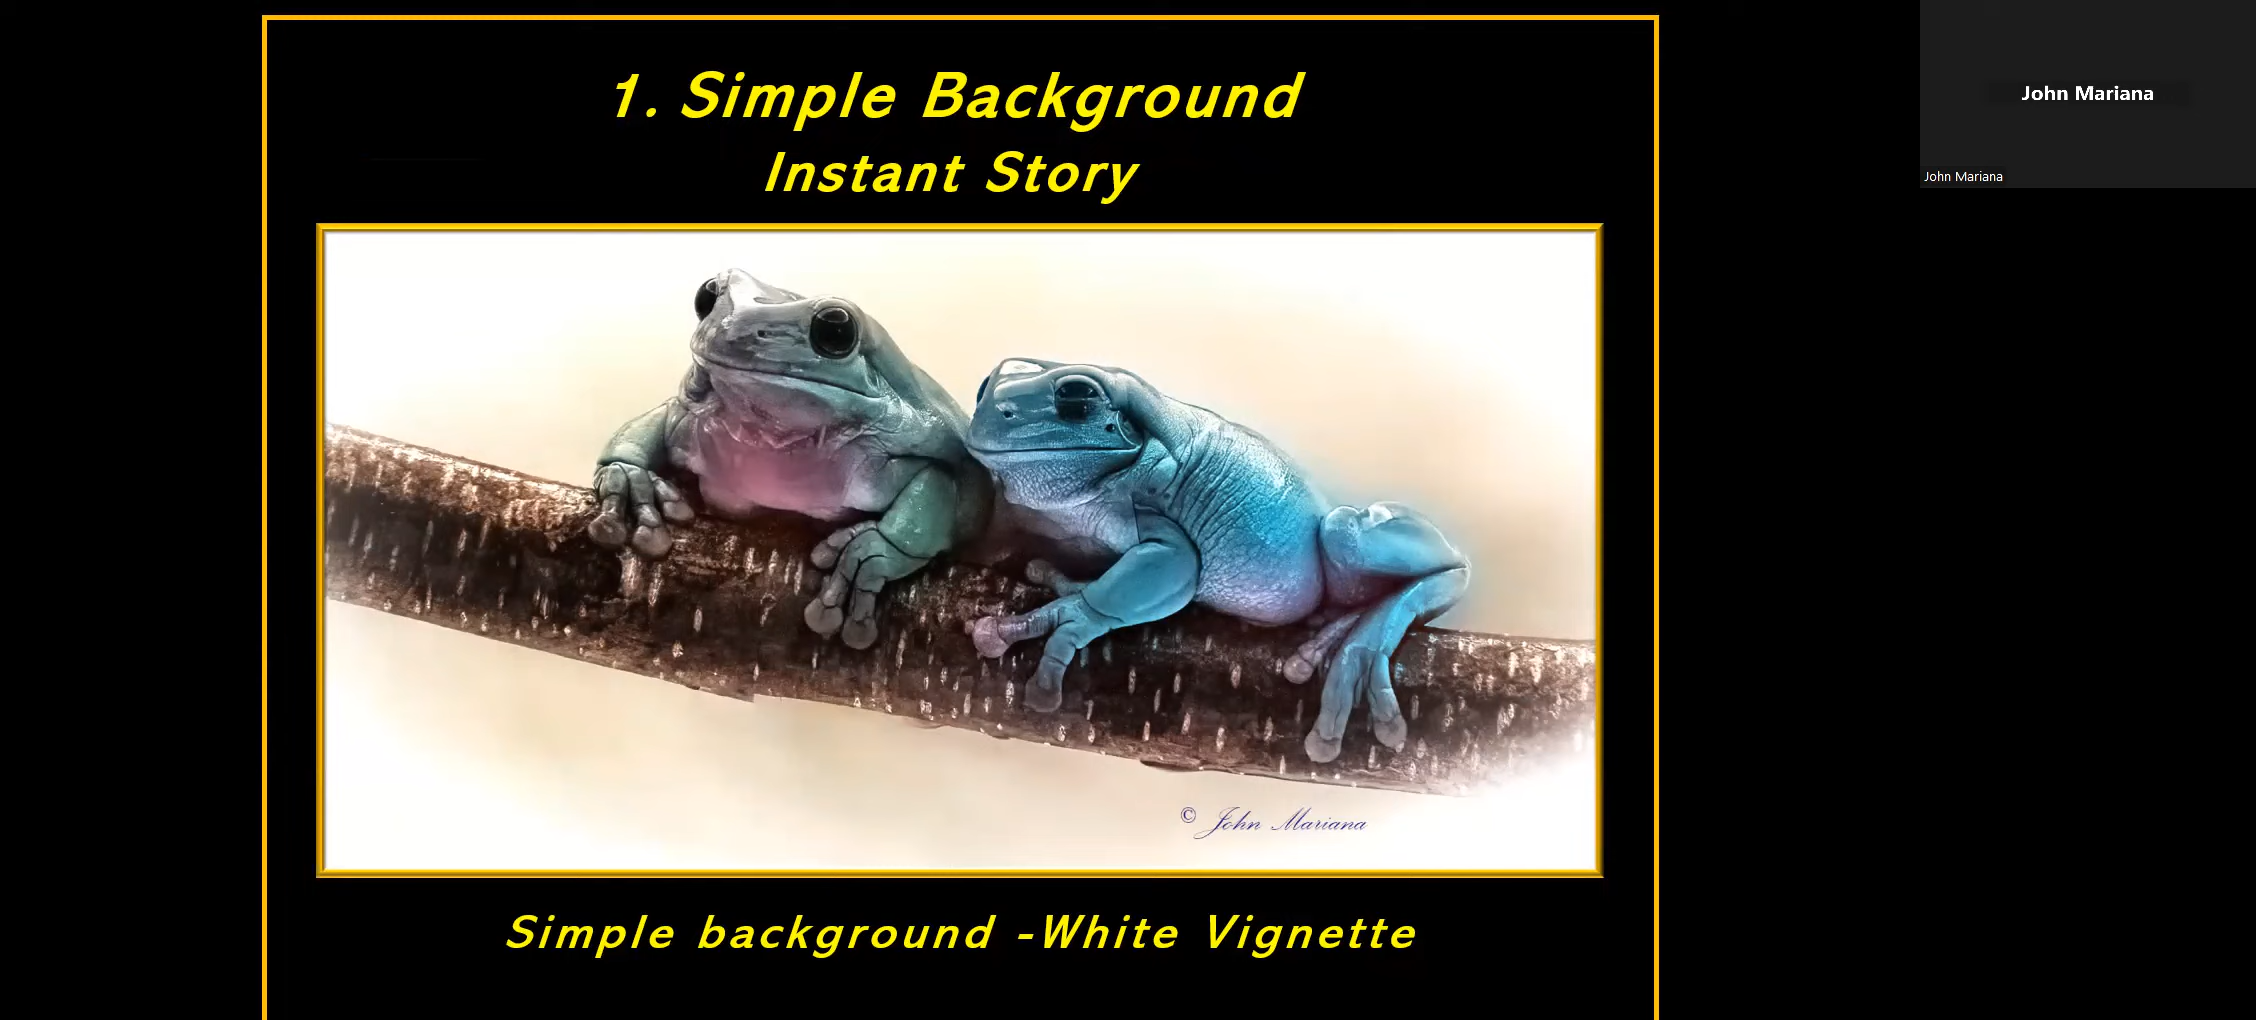 1. Simple Background
Instant Story
© John Mariana
Simple background -White Vignette
John Mariana
John Mariana